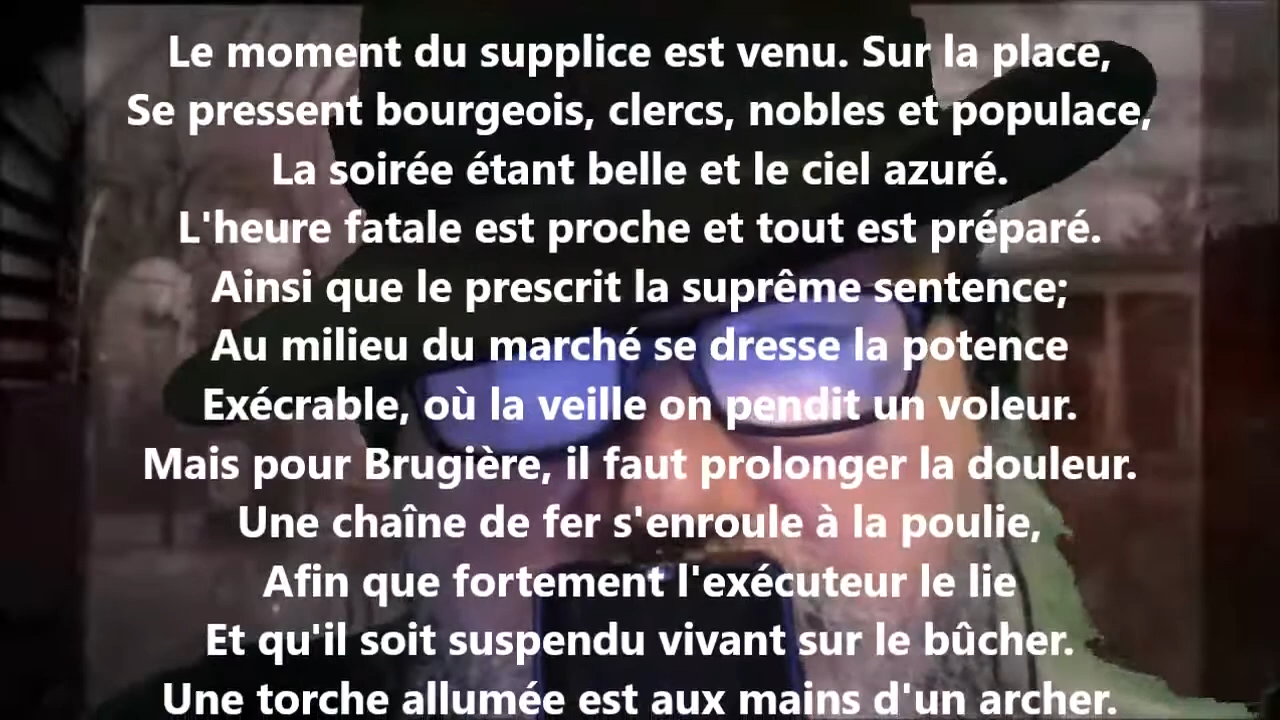 Le moment du supplice est venu. Sur la place,
Se pressent bourgeois, clercs, nobles et populace,
La soirée étant belle et le ciel azuré.
L'heure fatale est proche et tout est préparé.
Ainsi que le prescrit la suprême sentence;
Au milieu du marché se dresse la potence
Exécrable, où la veille on pendit un voleur.
Mais pour Brugière, il faut prolonger la douleur.
Une chaîne de fer s'enroule à la poulie,
Afin que fortement l'exécuteur le lie
Et qu'il soit suspendu vivant sur le bûcher.
Une torche allumée est aux mains d'un archer.